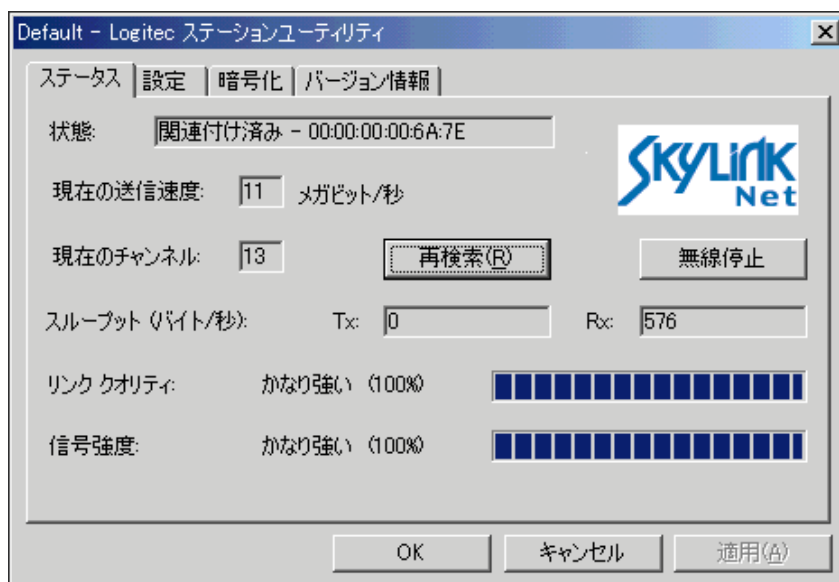 Default - Logitec ステーションユーティリティ
ステータス 設定 暗号化 バージョン情報
状態: 関連付け済み - 00:00:00:00:6A:7E
SKYLINK
Net
現在の送信速度: 11 メガビット/秒
現在のチャンネル: 13 再検索(R) 無線停止
スループット (バイト/秒): Tx: 0 Rx: 576
リンク クオリティ: かなり強い (100%)
信号強度: かなり強い (100%)
OK キャンセル 適用(A)